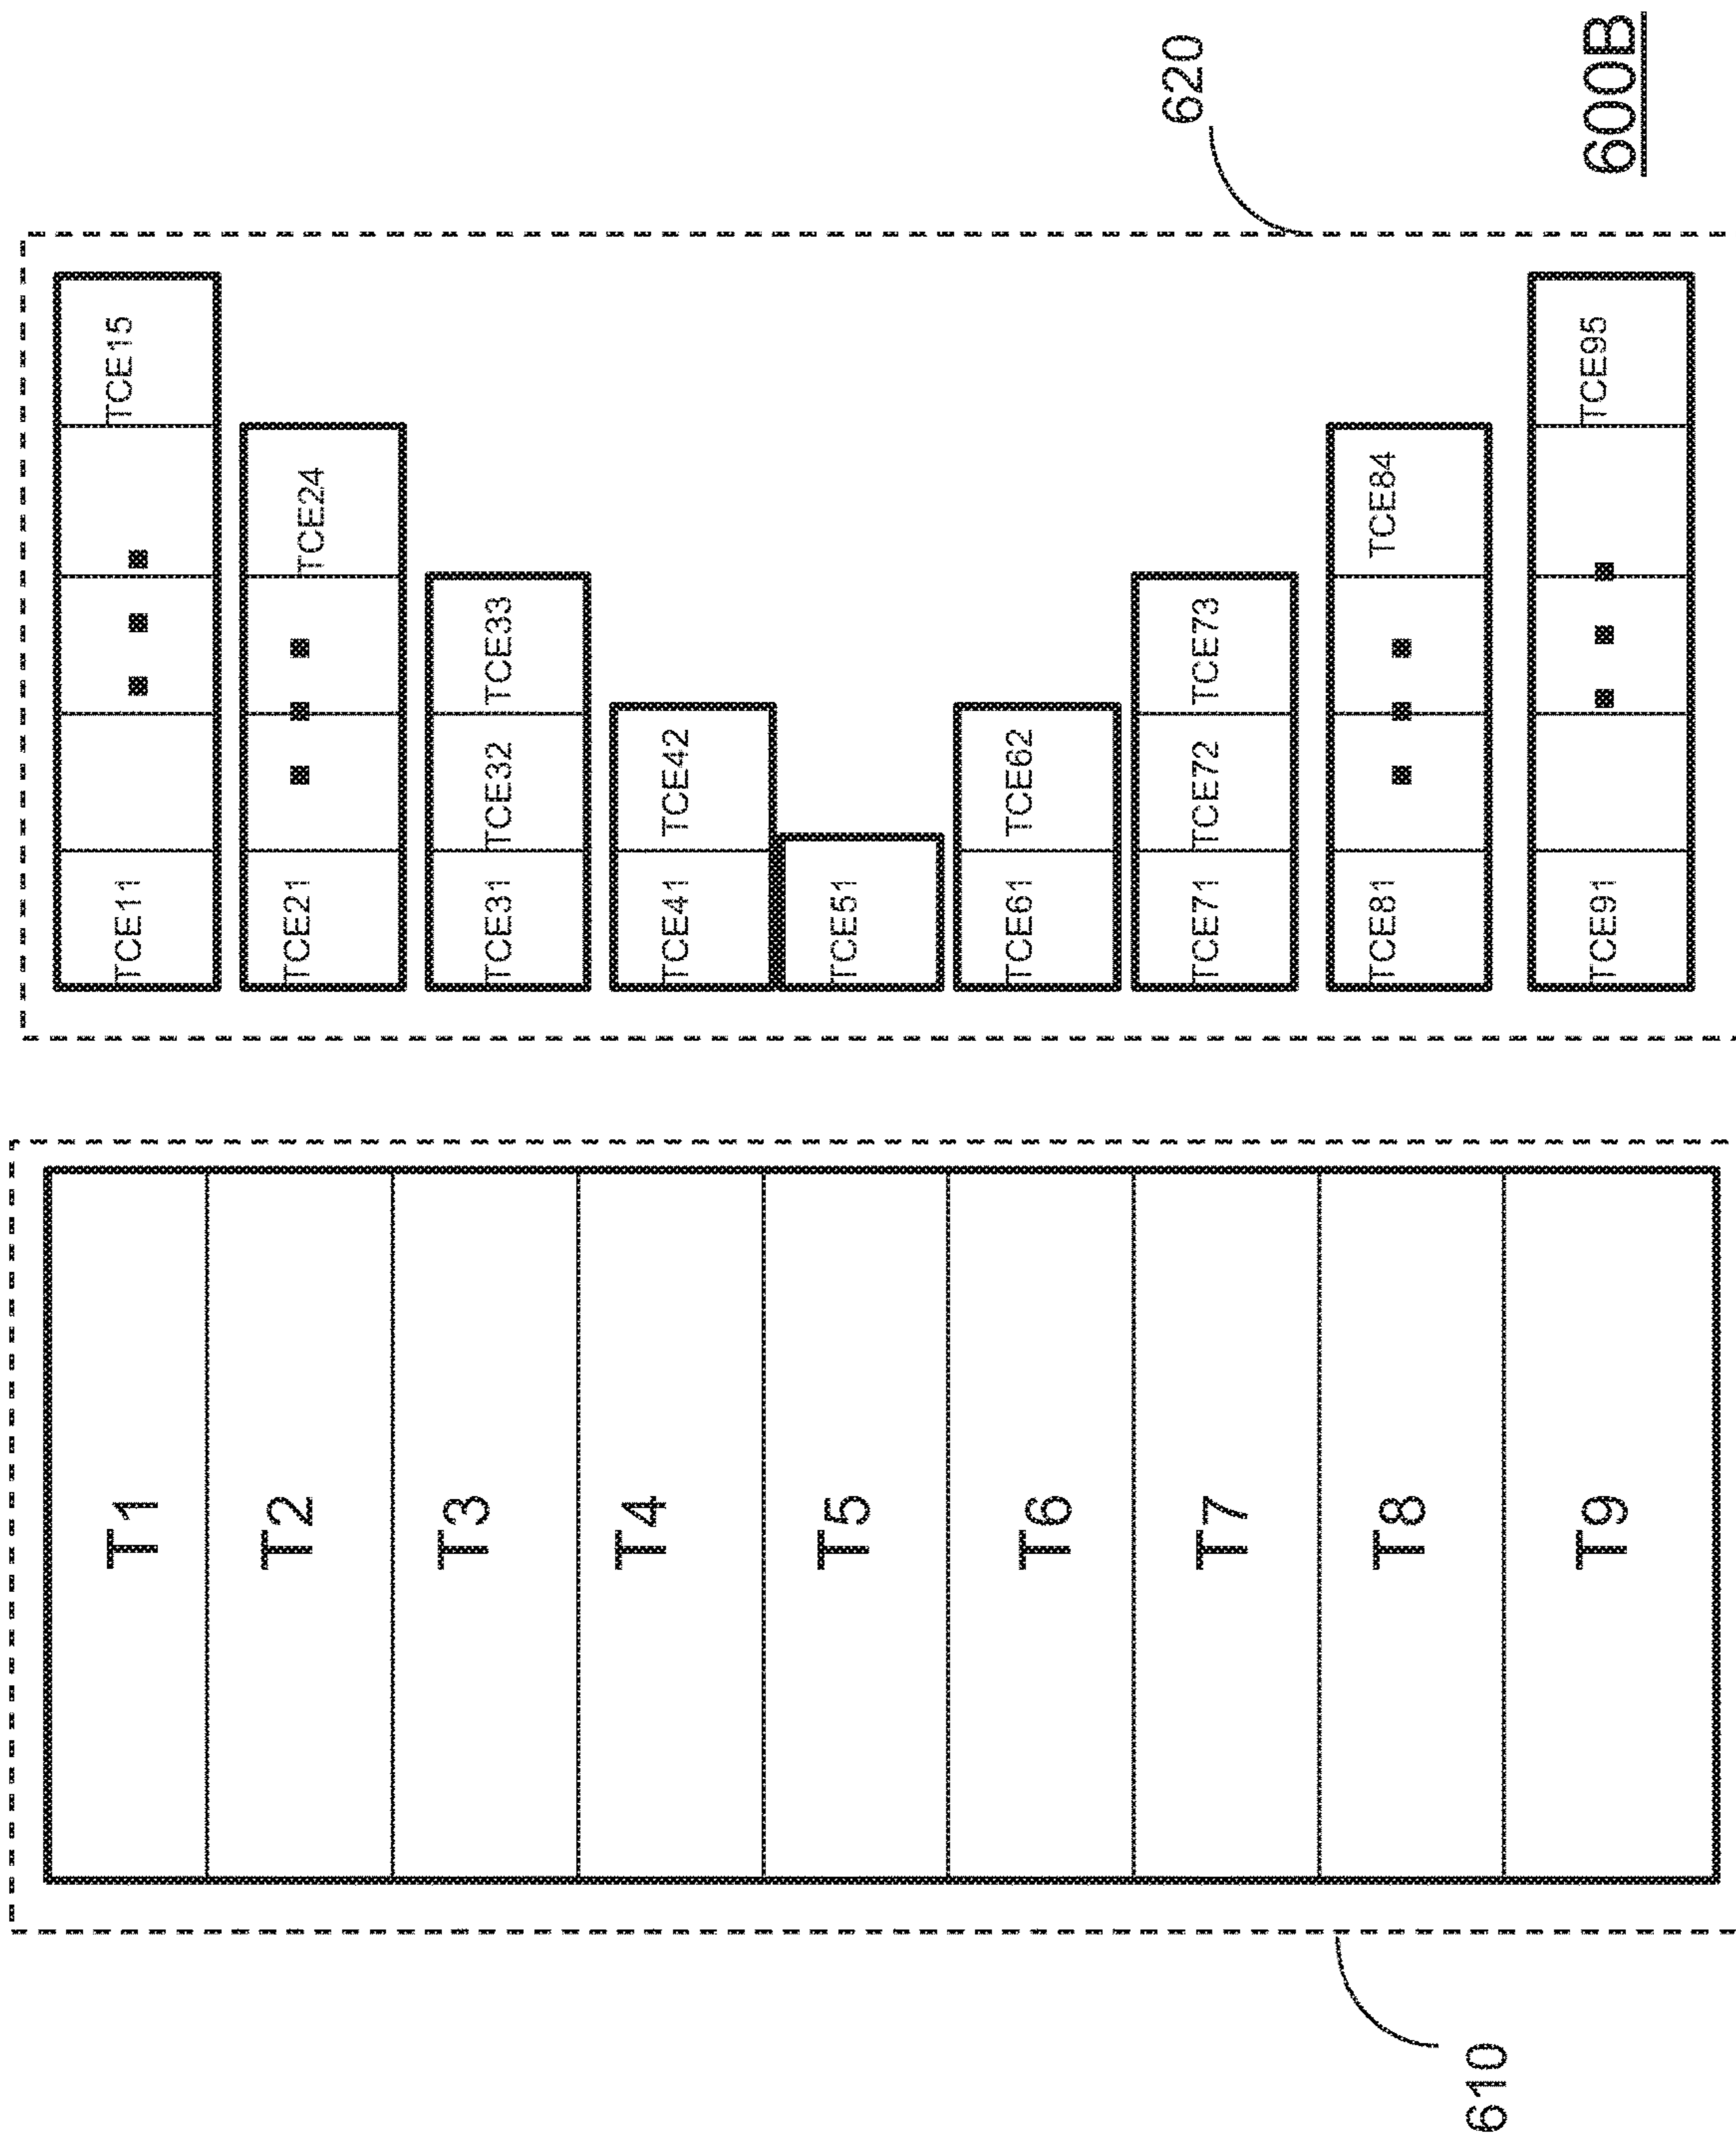 600B
620
TCE11
TCE15
TCE21
TCE24
TCE31
TCE32
TCE33
TCE41
TCE42
TCE51
TCE61
TCE62
TCE71
TCE72
TCE73
TCE81
TCE84
TCE91
TCE95
T1
T2
T3
T4
T5
T6
T7
T8
T9
610